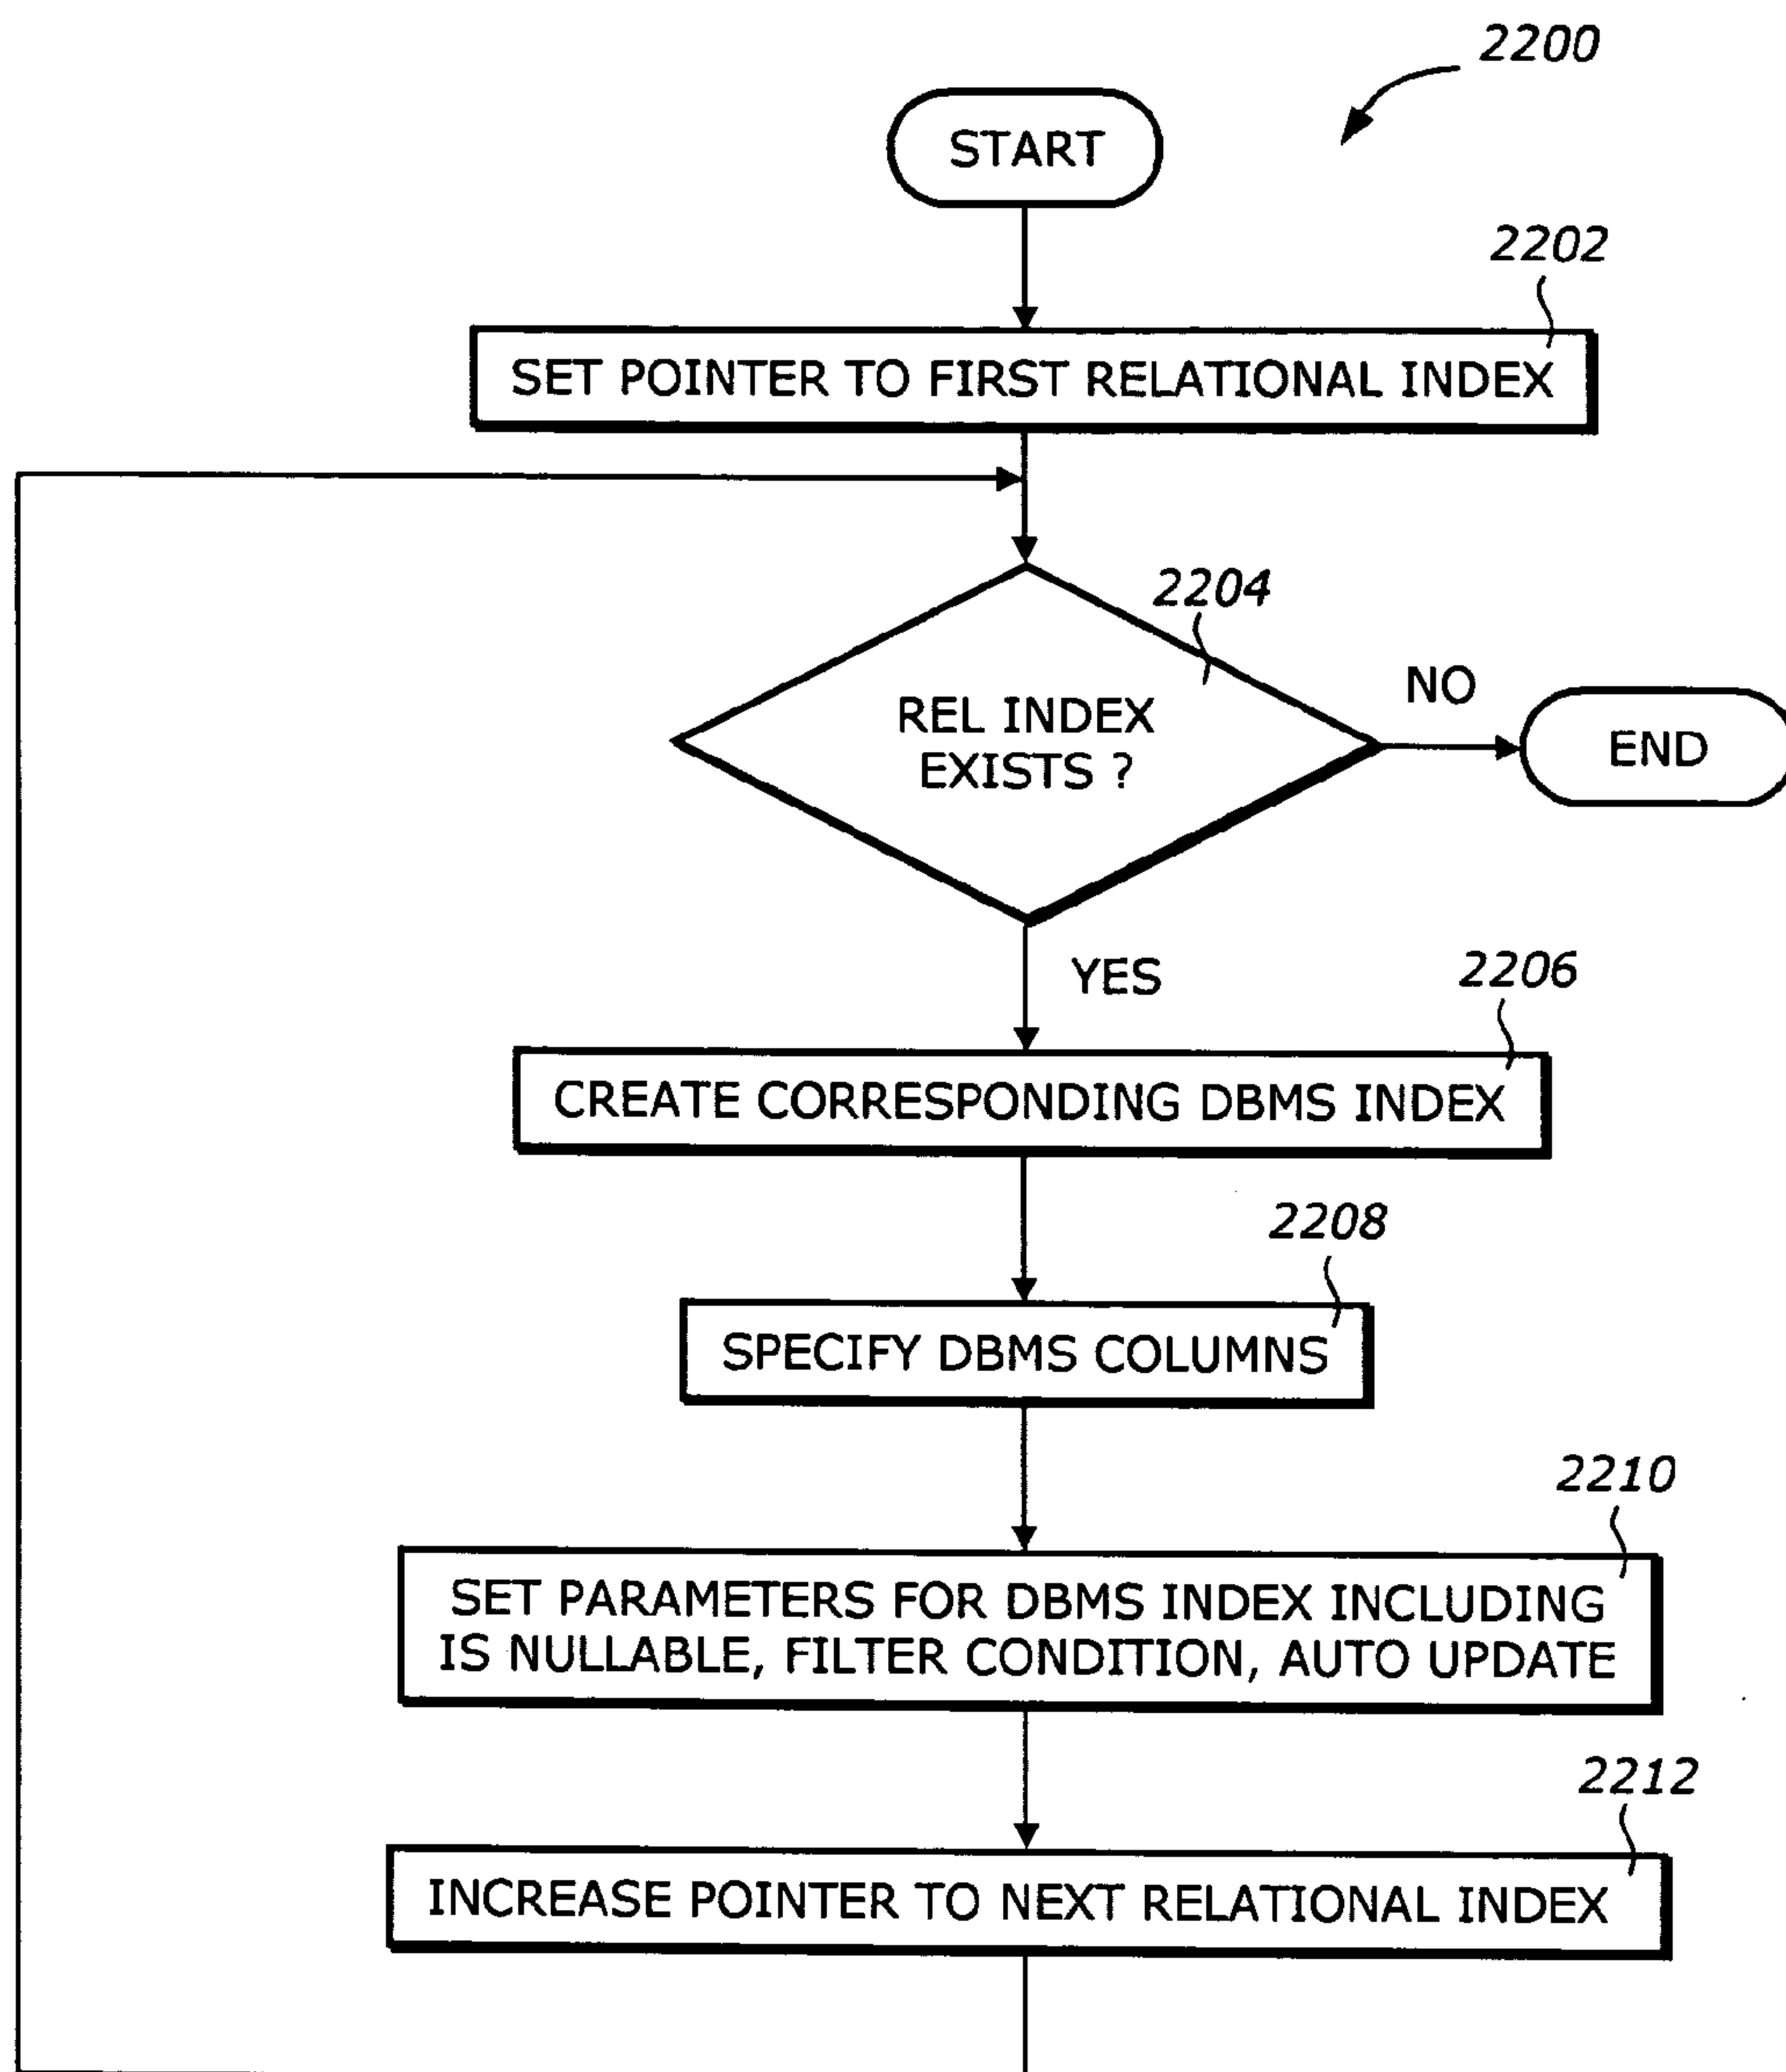 2200
START
2202
SET POINTER TO FIRST RELATIONAL INDEX
2204
REL INDEX
EXISTS ?
NO
END
YES
2206
CREATE CORRESPONDING DBMS INDEX
2208
SPECIFY DBMS COLUMNS
2210
SET PARAMETERS FOR DBMS INDEX INCLUDING
IS NULLABLE, FILTER CONDITION, AUTO UPDATE
2212
INCREASE POINTER TO NEXT RELATIONAL INDEX